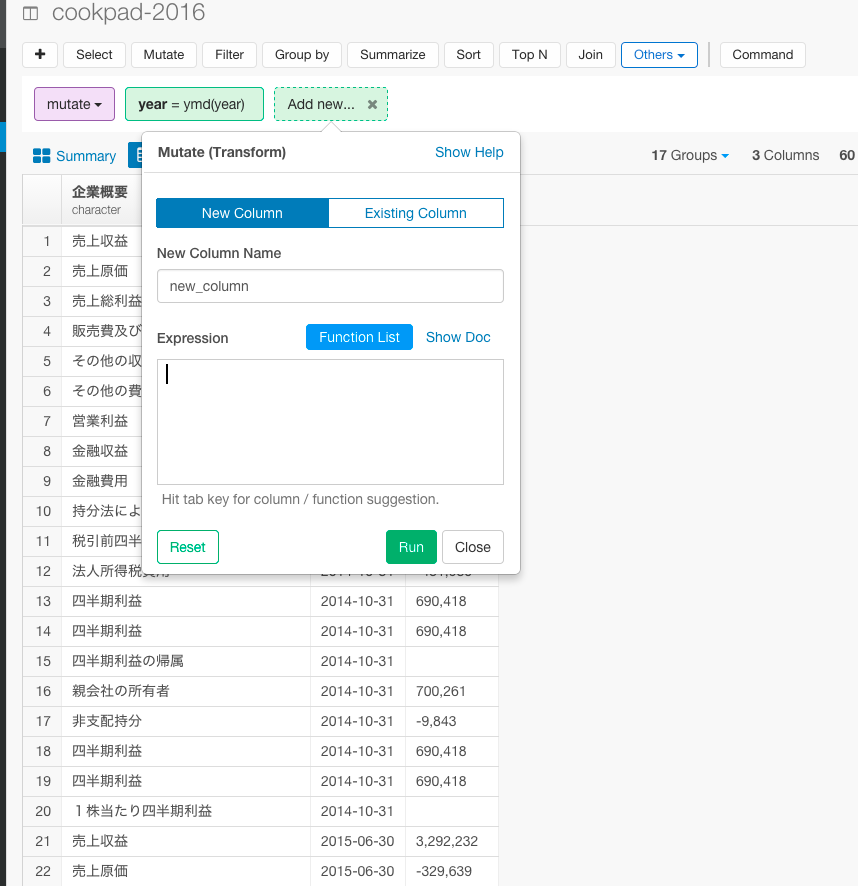 cookpad-2016
+ Select Mutate Filter Group by Summarize Sort Top N Join Others Command
mutate year = ymd(year) Add new... ✖
Summary 17 Groups 3 Columns 60
Mutate (Transform) Show Help
New Column Existing Column
New Column Name
new_column
Expression Function List Show Doc
Hit tab key for column / function suggestion.
Reset Run Close
企業概要
character
1 売上収益
2 売上原価
3 売上総利益
4 販売費及び
5 その他の収
6 その他の費
7 営業利益
8 金融収益
9 金融費用
10 持分法によ
11 税引前四半
12 法人所得税費用
13 四半期利益 2014-10-31 690,418
14 四半期利益 2014-10-31 690,418
15 四半期利益の帰属 2014-10-31
16 親会社の所有者 2014-10-31 700,261
17 非支配持分 2014-10-31 -9,843
18 四半期利益 2014-10-31 690,418
19 四半期利益 2014-10-31 690,418
20 １株当たり四半期利益 2014-10-31
21 売上収益 2015-06-30 3,292,232
22 売上原価 2015-06-30 -329,639